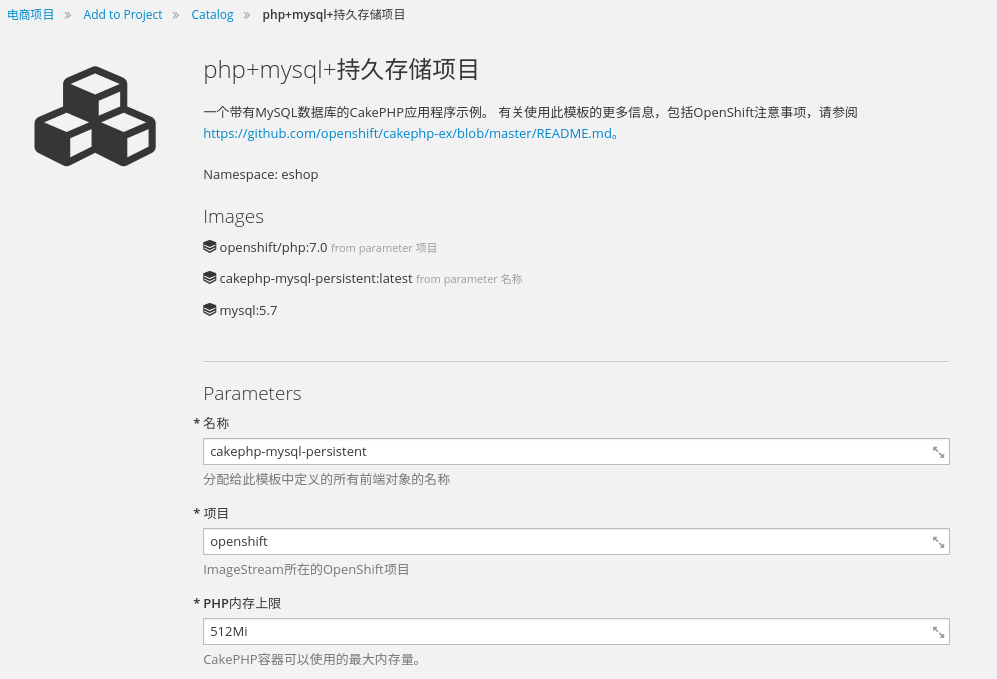 电商项目 » Add to Project » Catalog » php+mysql+持久存储项目
php+mysql+持久存储项目
一个带有MySQL数据库的CakePHP应用程序示例。 有关使用此模板的更多信息，包括OpenShift注意事项，请参阅
https://github.com/openshift/cakephp-ex/blob/master/README.md。
Namespace: eshop
Images
openshift/php:7.0 from parameter 项目
cakephp-mysql-persistent:latest from parameter 名称
mysql:5.7
Parameters
* 名称
cakephp-mysql-persistent
分配给此模板中定义的所有前端对象的名称
* 项目
openshift
ImageStream所在的OpenShift项目
* PHP内存上限
512Mi
CakePHP容器可以使用的最大内存量。